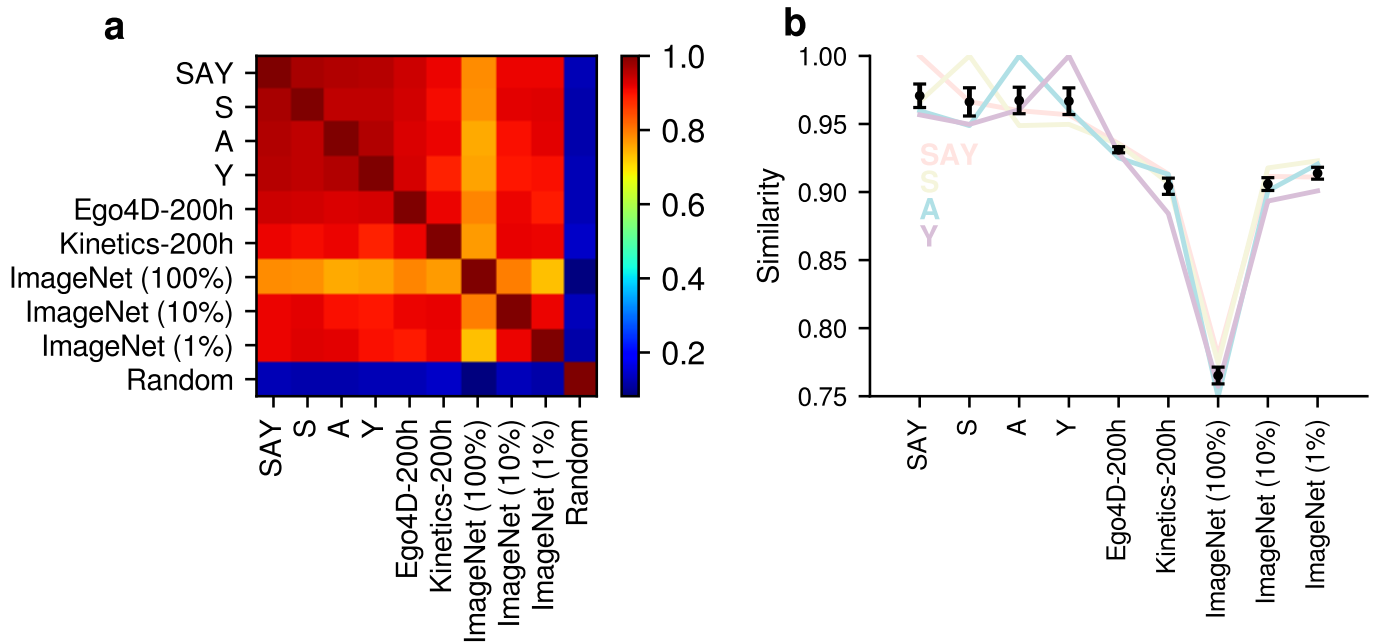 a
SAY
S
A
Y
Ego4D-200h
Kinetics-200h
ImageNet (100%)
ImageNet (10%)
ImageNet (1%)
Random
SAY
S
A
Y
Ego4D-200h
Kinetics-200h
ImageNet (100%)
ImageNet (10%)
ImageNet (1%)
Random
1.0
0.8
0.6
0.4
0.2
b
Similarity
1.00
0.95
0.90
0.85
0.80
0.75
SAY
S
A
Y
SAY
S
A
Y
Ego4D-200h
Kinetics-200h
ImageNet (100%)
ImageNet (10%)
ImageNet (1%)